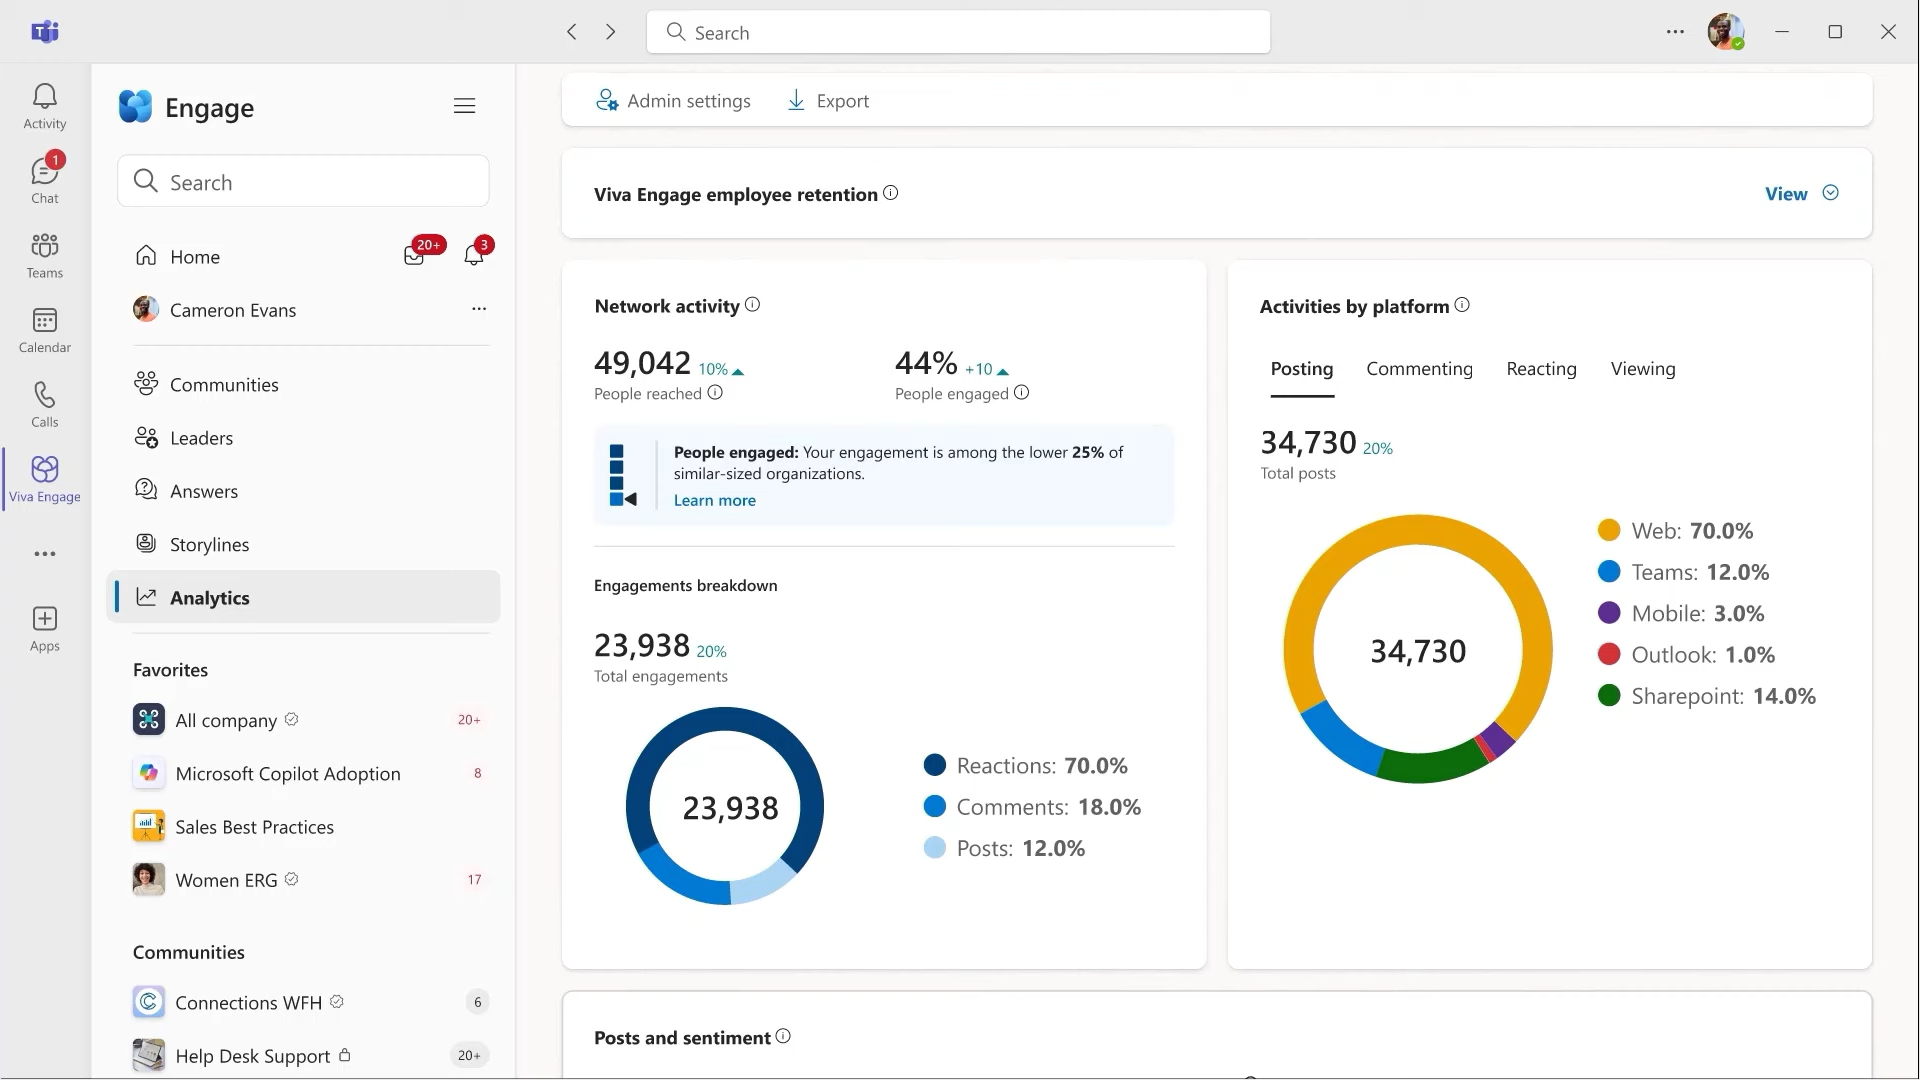 Search
Activity
1
Chat
Teams
Calendar
Calls
Viva Engage
Apps
Engage
Search
Home
20+
3
Cameron Evans
Communities
Leaders
Answers
Storylines
Analytics
Favorites
All company
20+
Microsoft Copilot Adoption
8
Sales Best Practices
Women ERG
17
Communities
Connections WFH
6
Help Desk Support
20+
Admin settings
Export
Viva Engage employee retention
View
Network activity
49,042 10%
People reached
44% +10
People engaged
People engaged: Your engagement is among the lower 25% of
similar-sized organizations.
Learn more
Engagements breakdown
23,938 20%
Total engagements
23,938
Reactions: 70.0%
Comments: 18.0%
Posts: 12.0%
Activities by platform
Posting Commenting Reacting Viewing
34,730 20%
Total posts
34,730
Web: 70.0%
Teams: 12.0%
Mobile: 3.0%
Outlook: 1.0%
Sharepoint: 14.0%
Posts and sentiment